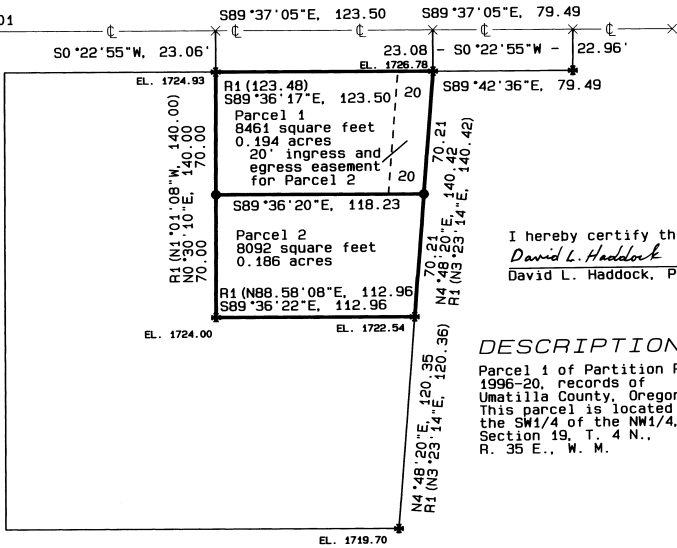 01
S89°37'05"E, 123.50
S89°37'05"E, 79.49
℄ ℄ ℄ ℄
S0°22'55"W, 23.06'
23.08 - S0°22'55"W - 22.96'
EL. 1724.93
EL. 1726.78
S89°42'36"E, 79.49
R1(123.48)
S89°36'17"E, 123.50
20
Parcel 1
8461 square feet
0.194 acres
20' ingress and
egress easement
for Parcel 2
20
R1(N1°01'08"W, 140.00)
N0°30'10"E, 140.00
70.00
70.00
70.21
70.21
N4°48'20"E, 140.42
R1(N3°23'14"E, 140.42)
S89°36'20"E, 118.23
Parcel 2
8092 square feet
0.186 acres
R1(N88.58'08"E, 112.96
S89°36'22"E, 112.96
EL. 1724.00
EL. 1722.54
N4°48'20"E, 120.35
R1(N3°23'14"E, 120.36)
EL. 1719.70
I hereby certify th
David L. Haddock
David L. Haddock, P
DESCRIPTION
Parcel 1 of Partition P
1996-20, records of
Umatilla County, Oregon
This parcel is located
the SW1/4 of the NW1/4,
Section 19, T. 4 N.,
R. 35 E., W. M.